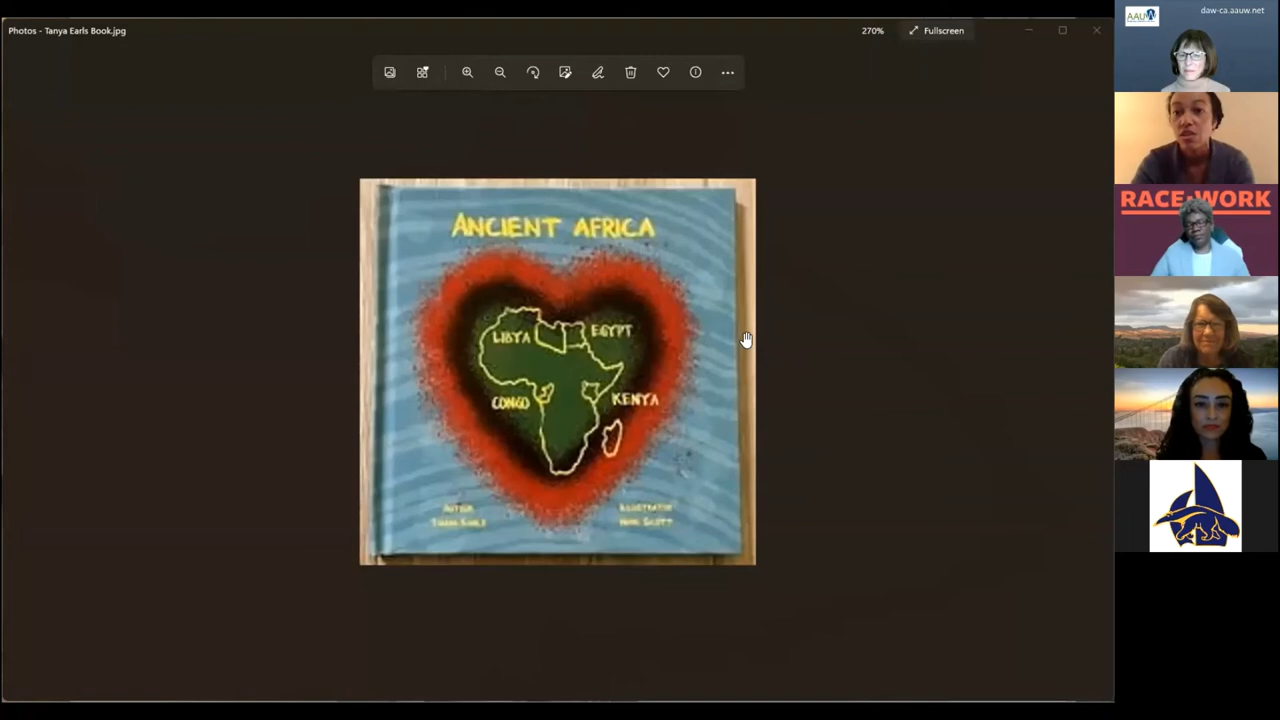 Photos - Tanya Earls Book.jpg
270%
Fullscreen
ANCIENT AFRICA
LIBYA
EGYPT
CONGO
KENYA
AAUW
daw-ca.aauw.net
RACE WORK